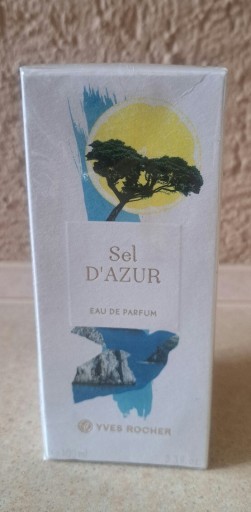 Sel
D'AZUR
EAU DE PARFUM
YVES ROCHER